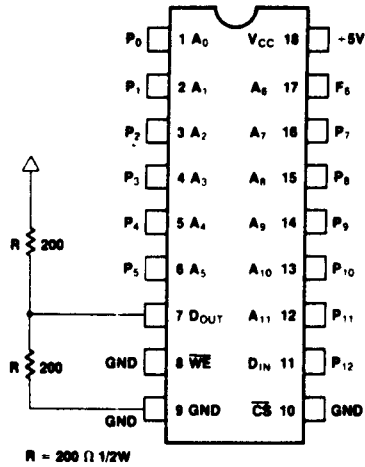 P0 1 A0 VCC 18 +5V
P1 2 A1 A6 17 F6
P2 3 A2 A7 16 P7
P3 4 A3 A8 15 P8
P4 5 A4 A9 14 P9
R 200
P5 6 A5 A10 13 P10
7 DOUT A11 12 P11
R 200
GND 8 W̅E̅ DIN 11 P12
GND 9 GND C̅S̅ 10 GND
R = 200 Ω 1/2W